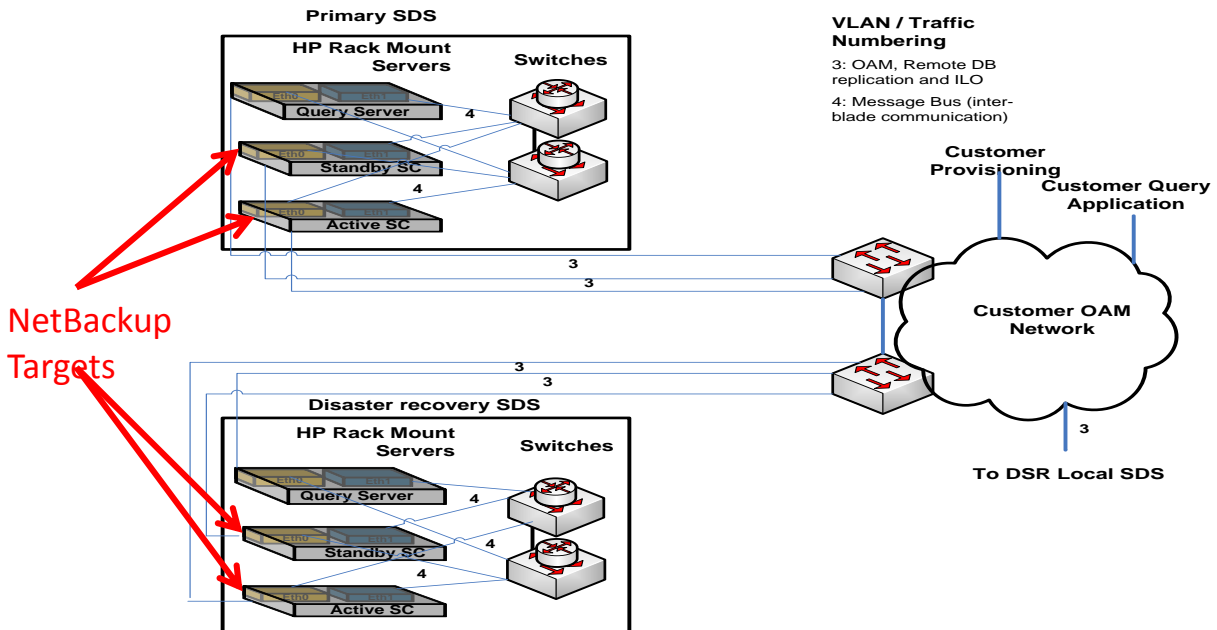 Primary SDS
HP Rack Mount
Servers
Switches
Eth0
Eth1
Query Server
4
Eth0
Eth1
Standby SC
4
Eth0
Eth1
Active SC
VLAN / Traffic
Numbering
3: OAM, Remote DB
replication and ILO
4: Message Bus (inter-
blade communication)
Customer
Provisioning
Customer Query
Application
3
3
Customer OAM
Network
NetBackup
Targets
3
3
Disaster recovery SDS
HP Rack Mount
Servers
Switches
Eth0
Eth1
Query Server
4
Eth0
Eth1
Standby SC
4
4
Eth0
Eth1
Active SC
3
To DSR Local SDS